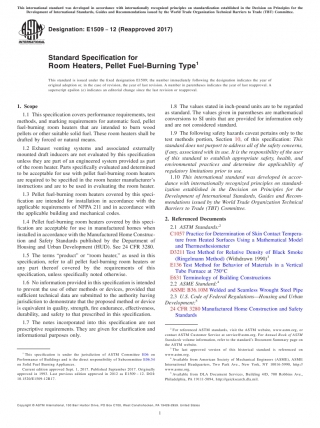 This international standard was developed in accordance with internationally recognized principles on standardization established in the Decision on Principles for the
Development of International Standards, Guides and Recommendations issued by the World Trade Organization Technical Barriers to Trade (TBT) Committee.
Designation: E1509 − 12 (Reapproved 2017)
INTERNATIONAL
Standard Specification for
Room Heaters, Pellet Fuel-Burning Type1
This standard is issued under the fixed designation E1509; the number immediately following the designation indicates the year of
original adoption or, in the case of revision, the year of last revision. A number in parentheses indicates the year of last reapproval. A
superscript epsilon (ε) indicates an editorial change since the last revision or reapproval.
1. Scope
1.1 This specification covers performance requirements, test
methods, and marking requirements for automatic feed, pellet
fuel-burning room heaters that are intended to burn wood
pellets or other suitable solid fuel. These room heaters shall be
drafted by forced or natural means.
1.2 Exhaust venting systems and associated externally
mounted draft inducers are not evaluated by this specification
unless they are part of an engineered system provided as part
of the room heater. Parts specifically evaluated and determined
to be acceptable for use with pellet fuel-burning room heaters
are required to be specified in the room heater manufacturer's
instructions and are to be used in evaluating the room heater.
1.3 Pellet fuel-burning room heaters covered by this speci-
fication are intended for installation in accordance with the
applicable requirements of NFPA 211 and in accordance with
the applicable building and mechanical codes.
1.4 Pellet fuel-burning room heaters covered by this speci-
fication are acceptable for use in manufactured homes when
installed in accordance with the Manufactured Home Construc-
tion and Safety Standards published by the Department of
Housing and Urban Development (HUD). See 24 CFR 3280.
1.5 The terms "product" or "room heater," as used in this
specification, refer to all pellet fuel-burning room heaters or
any part thereof covered by the requirements of this
specification, unless specifically noted otherwise.
1.6 No information provided in this specification is intended
to prevent the use of other methods or devices, provided that
sufficient technical data are submitted to the authority having
jurisdiction to demonstrate that the proposed method or device
is equivalent to quality, strength, fire endurance, effectiveness,
durability, and safety to that prescribed in this specification.
1.7 The notes incorporated into this specification are not
prescriptive requirements. They are given for clarification and
informational purposes only.
1 This specification is under the jurisdiction of ASTM Committee E06 on
Performance of Buildings and is the direct responsibility of Subcommittee E06.54
on Solid Fuel Burning Appliances.
Current edition approved Sept. 1, 2017. Published September 2017. Originally
approved in 1993. Last previous edition approved in 2012 as E1509 – 12. DOI:
10.1520/E1509-12R17.
1.8 The values stated in inch-pound units are to be regarded
as standard. The values given in parentheses are mathematical
conversions to SI units that are provided for information only
and are not considered standard.
1.9 The following safety hazards caveat pertains only to the
test methods portion, Section 10, of this specification: This
standard does not purport to address all of the safety concerns,
if any, associated with its use. It is the responsibility of the user
of this standard to establish appropriate safety, health, and
environmental practices and determine the applicability of
regulatory limitations prior to use.
1.10 This international standard was developed in accor-
dance with internationally recognized principles on standard-
ization established in the Decision on Principles for the
Development of International Standards, Guides and Recom-
mendations issued by the World Trade Organization Technical
Barriers to Trade (TBT) Committee.
2. Referenced Documents
2.1 ASTM Standards:2
C1057 Practice for Determination of Skin Contact Tempera-
ture from Heated Surfaces Using a Mathematical Model
and Thermesthesiometer
D3211 Test Method for Relative Density of Black Smoke
(Ringelmann Method) (Withdrawn 1990)3
E136 Test Method for Behavior of Materials in a Vertical
Tube Furnace at 750°C
E631 Terminology of Building Constructions
2.2 ASME Standard:4
ASME B36.10M Welded and Seamless Wrought Steel Pipe
2.3 U.S. Code of Federal Regulations—Housing and Urban
Development:5
24 CFR 3280 Manufactured Home Construction and Safety
Standards
2 For referenced ASTM standards, visit the ASTM website, www.astm.org, or
contact ASTM Customer Service at service@astm.org. For Annual Book of ASTM
Standards volume information, refer to the standard's Document Summary page on
the ASTM website.
3 The last approved version of this historical standard is referenced on
www.astm.org.
4 Available from American Society of Mechanical Engineers (ASME), ASME
International Headquarters, Two Park Ave., New York, NY 10016-5990, http://
www.asme.org.
5 Available from DLA Document Services, Building 4/D, 700 Robbins Ave.,
Philadelphia, PA 19111-5094, http://quicksearch.dla.mil/
Copyright © ASTM International, 100 Barr Harbor Drive, PO Box C700, West Conshohocken, PA 19428-2959. United States
1